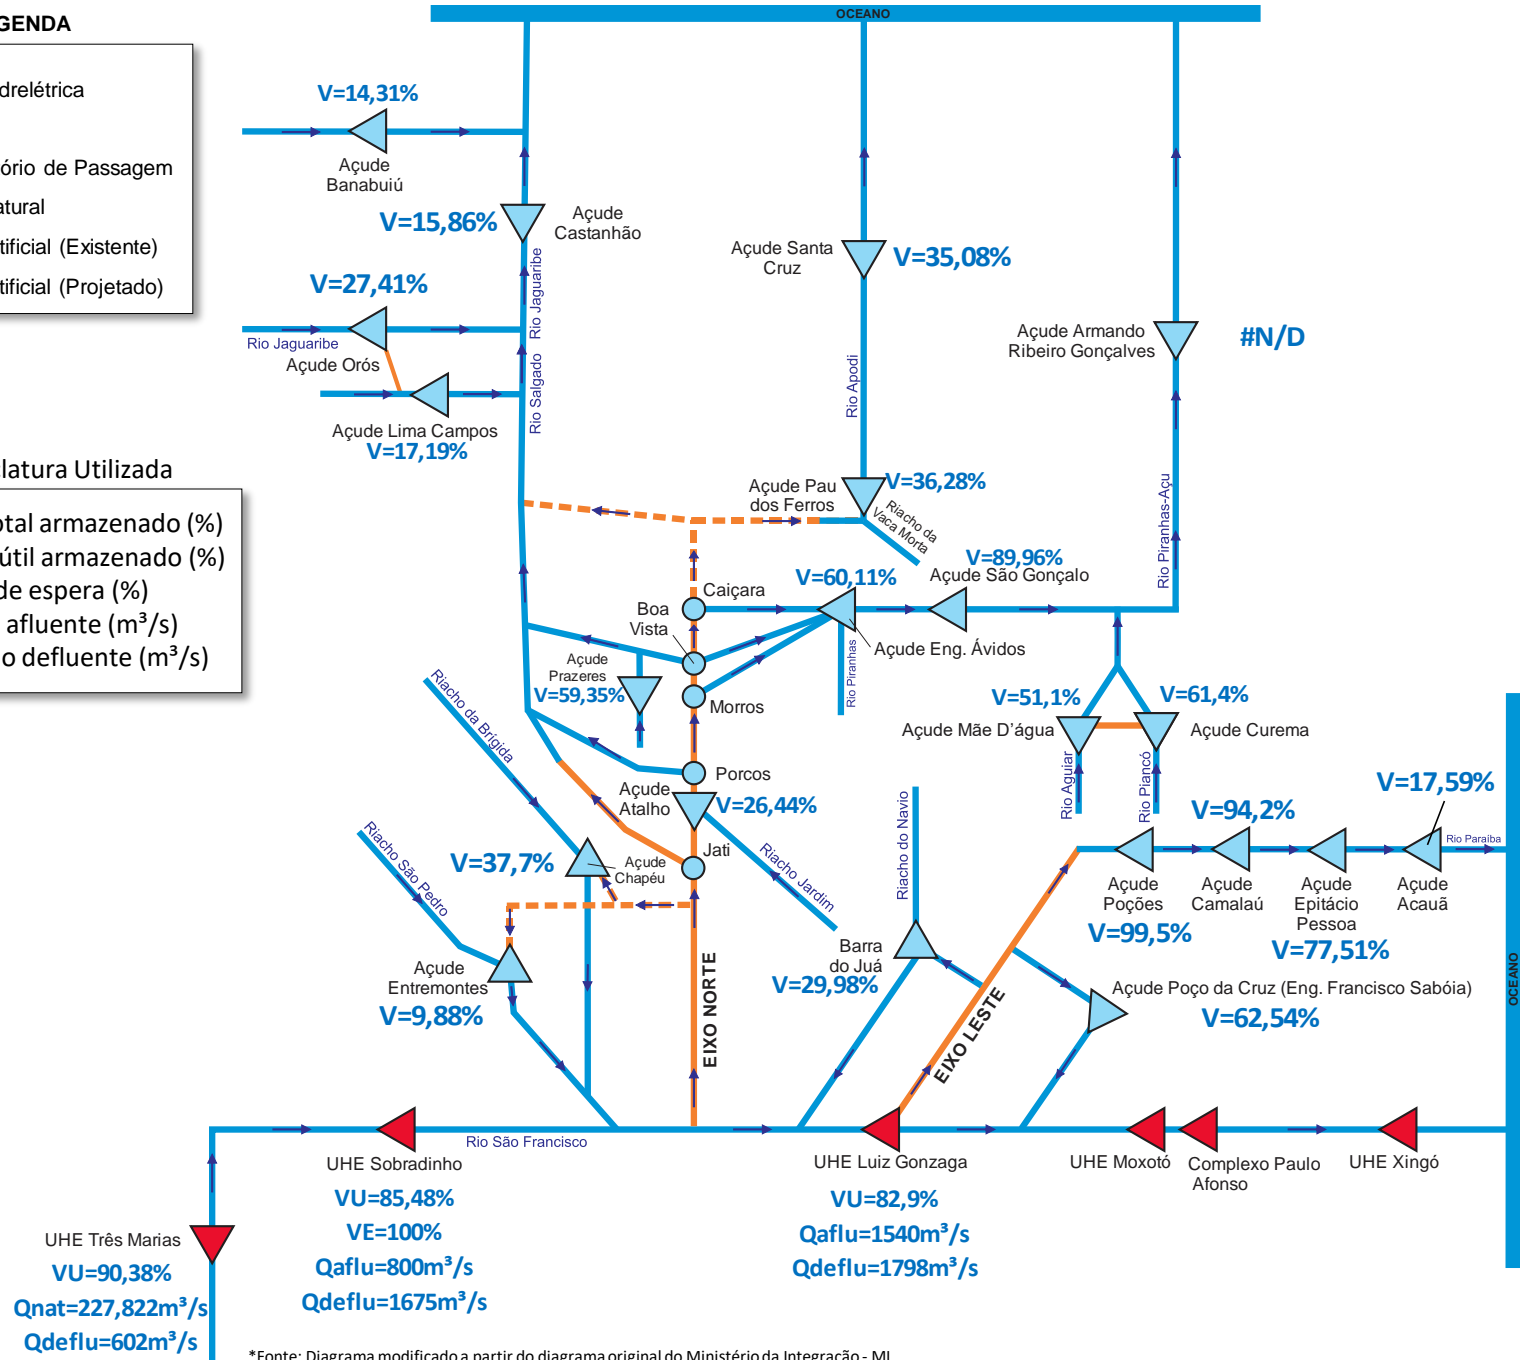 OCEANO
GENDA
drelétrica
ório de Passagem
atural
tificial (Existente)
tificial (Projetado)
V=14,31%
Açude
Banabuiú
V=15,86%
Açude
Castanhão
Rio Jaguaribe
V=27,41%
Rio Jaguaribe
Açude Orós
Rio Salgado
Açude Lima Campos
V=17,19%
Açude Santa
Cruz
V=35,08%
Rio Apodi
Açude Armando
Ribeiro Gonçalves
#N/D
clatura Utilizada
otal armazenado (%)
útil armazenado (%)
de espera (%)
afluente (m³/s)
o defluente (m³/s)
Açude Pau
dos Ferros
V=36,28%
Riacho da
Vaca Morta
Rio Piranhas-Açu
V=89,96%
Açude São Gonçalo
V=60,11%
Caiçara
Boa
Vista
Açude Eng. Ávidos
Rio Piranhas
Açude
Prazeres
V=59,35%
Morros
Riacho da Brígida
Porcos
Açude
Atalho
V=26,44%
V=51,1%
V=61,4%
Açude Mãe D'água
Açude Curema
Rio Aguiar
Rio Piancó
V=17,59%
V=94,2%
Rio Paraíba
Riacho São Pedro
V=37,7%
Açude
Chapéu
Jati
Riacho Jardim
Riacho do Navio
Açude
Poções
Açude
Camalaú
Açude
Epitácio
Pessoa
Açude
Acauã
V=99,5%
V=77,51%
Açude
Entremontes
V=9,88%
EIXO NORTE
Barra
do Juá
V=29,98%
EIXO LESTE
Açude Poço da Cruz (Eng. Francisco Sabóia)
V=62,54%
OCEANO
Rio São Francisco
UHE Sobradinho
VU=85,48%
VE=100%
Qaflu=800m³/s
Qdeflu=1675m³/s
UHE Luiz Gonzaga
VU=82,9%
Qaflu=1540m³/s
Qdeflu=1798m³/s
UHE Moxotó
Complexo Paulo
Afonso
UHE Xingó
UHE Três Marias
VU=90,38%
Qnat=227,822m³/s
Qdeflu=602m³/s
*Fonte: Diagrama modificado a partir do diagrama original do Ministério da Integração - MI